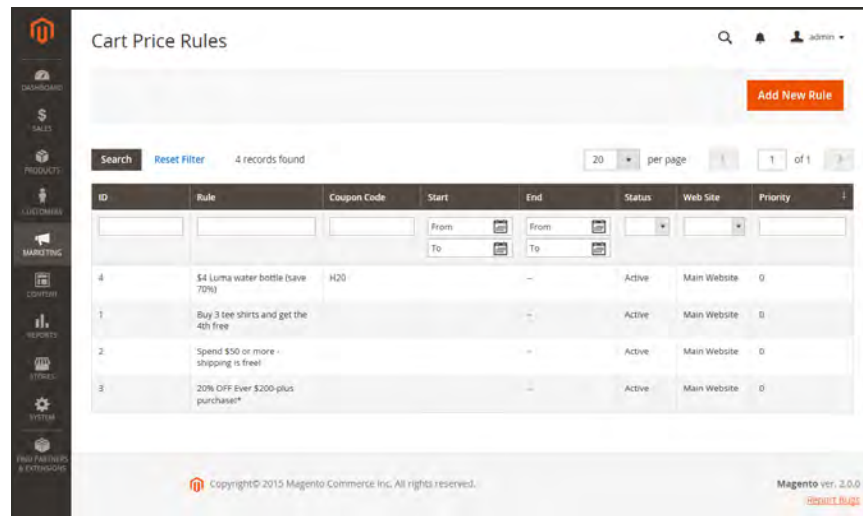 Cart Price Rules
admin
DASHBOARD
SALES
PRODUCTS
CUSTOMERS
MARKETING
CONTENT
REPORTS
STORES
SYSTEM
FIND PARTNERS
& EXTENSIONS
Add New Rule
Search Reset Filter 4 records found 20 per page 1 of 1
ID Rule Coupon Code Start End Status Web Site Priority
From From
To To
4 $4 Luma water bottle (save H20 -- Active Main Website 0
70%)
1 Buy 3 tee shirts and get the -- Active Main Website 0
4th free
2 Spend $50 or more - -- Active Main Website 0
shipping is free!
3 20% OFF Ever $200-plus -- Active Main Website 0
purchase!*
Copyright© 2015 Magento Commerce Inc. All rights reserved.
Magento ver. 2.0.0
Report Bugs